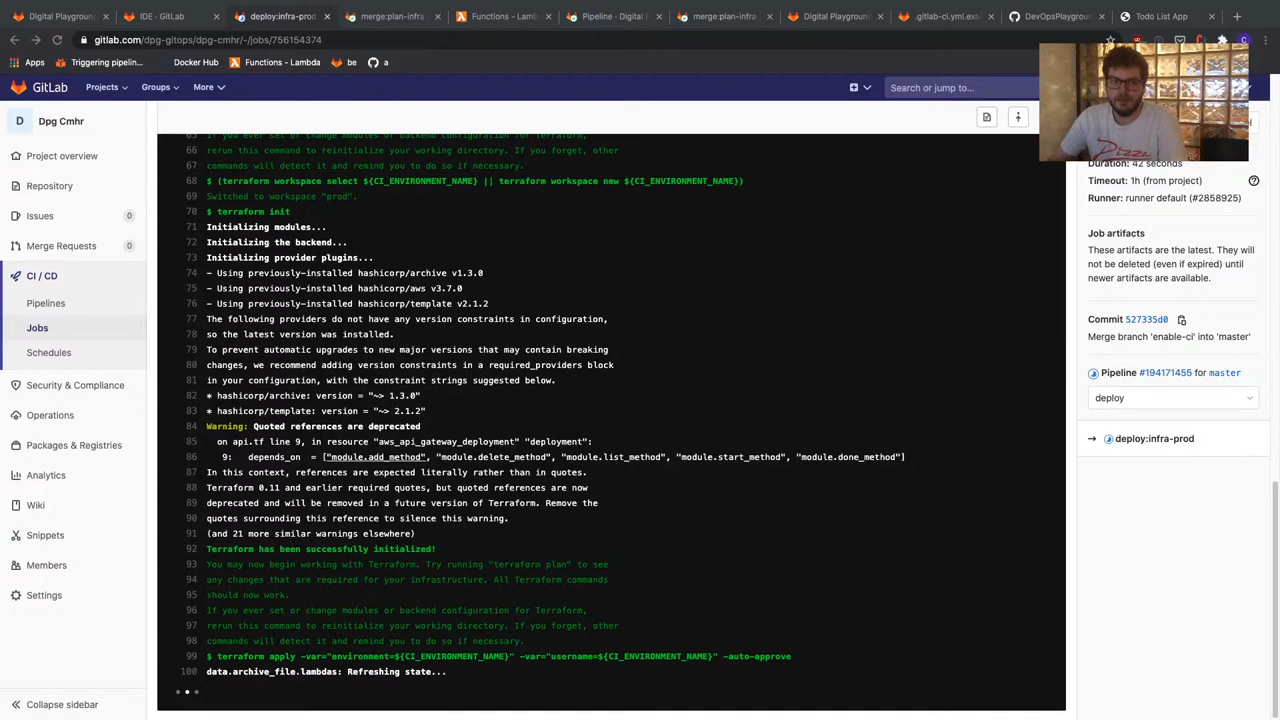 Digital Playground
IDE · GitLab
deploy:infra-prod
merge:plan-infra
Functions - Lamb
Pipeline · Digital P
merge:plan-infra
Digital Playground
.gitlab-ci.yml.exam
DevOpsPlaygroun
Todo List App
gitlab.com/dpg-gitops/dpg-cmhr/-/jobs/756154374
Apps
Triggering pipelin...
Docker Hub
Functions - Lambda
be
a
GitLab
Projects
Groups
More
Search or jump to...
D
Dpg Cmhr
Project overview
Repository
Issues 0
Merge Requests 0
CI / CD
Pipelines
Jobs
Schedules
Security & Compliance
Operations
Packages & Registries
Analytics
Wiki
Snippets
Members
Settings
Collapse sidebar
65 If you ever set or change modules or backend configuration for Terraform,
66 rerun this command to reinitialize your working directory. If you forget, other
67 commands will detect it and remind you to do so if necessary.
68 $ (terraform workspace select ${CI_ENVIRONMENT_NAME} || terraform workspace new ${CI_ENVIRONMENT_NAME})
69 Switched to workspace "prod".
70 $ terraform init
71 Initializing modules...
72 Initializing the backend...
73 Initializing provider plugins...
74 - Using previously-installed hashicorp/archive v1.3.0
75 - Using previously-installed hashicorp/aws v3.7.0
76 - Using previously-installed hashicorp/template v2.1.2
77 The following providers do not have any version constraints in configuration,
78 so the latest version was installed.
79 To prevent automatic upgrades to new major versions that may contain breaking
80 changes, we recommend adding version constraints in a required_providers block
81 in your configuration, with the constraint strings suggested below.
82 * hashicorp/archive: version = "~> 1.3.0"
83 * hashicorp/template: version = "~> 2.1.2"
84 Warning: Quoted references are deprecated
85 on api.tf line 9, in resource "aws_api_gateway_deployment" "deployment":
86 9: depends_on = ["module.add_method", "module.delete_method", "module.list_method", "module.start_method", "module.done_method"]
87 In this context, references are expected literally rather than in quotes.
88 Terraform 0.11 and earlier required quotes, but quoted references are now
89 deprecated and will be removed in a future version of Terraform. Remove the
90 quotes surrounding this reference to silence this warning.
91 (and 21 more similar warnings elsewhere)
92 Terraform has been successfully initialized!
93 You may now begin working with Terraform. Try running "terraform plan" to see
94 any changes that are required for your infrastructure. All Terraform commands
95 should now work.
96 If you ever set or change modules or backend configuration for Terraform,
97 rerun this command to reinitialize your working directory. If you forget, other
98 commands will detect it and remind you to do so if necessary.
99 $ terraform apply -var="environment=${CI_ENVIRONMENT_NAME}" -var="username=${CI_ENVIRONMENT_NAME}" -auto-approve
100 data.archive_file.lambdas: Refreshing state...
Duration: 42 seconds
Timeout: 1h (from project)
Runner: runner default (#2858925)
Job artifacts
These artifacts are the latest. They will
not be deleted (even if expired) until
newer artifacts are available.
Commit 527335d0
Merge branch 'enable-ci' into 'master'
Pipeline #194171455 for master
deploy
deploy:infra-prod